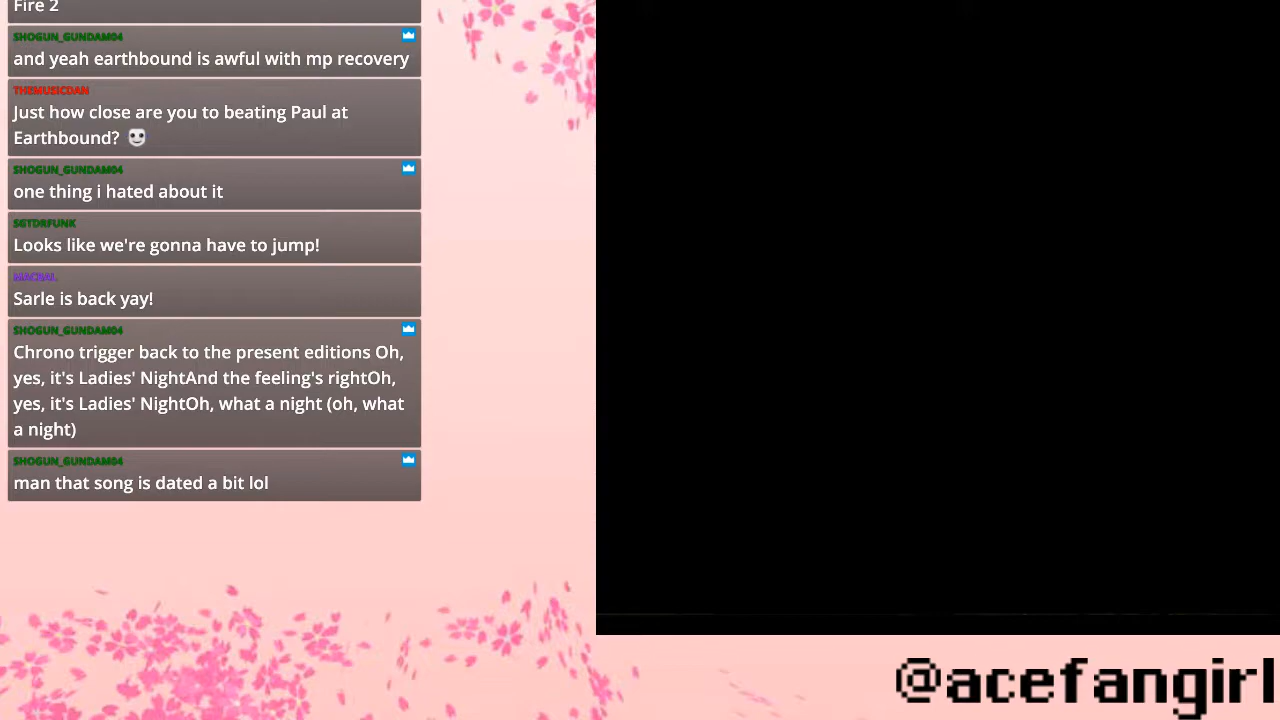 Fire 2
SHOGUN_GUNDAM04
and yeah earthbound is awful with mp recovery
THEMUSICDAN
Just how close are you to beating Paul at
Earthbound?
SHOGUN_GUNDAM04
one thing i hated about it
SGTDRFUNK
Looks like we're gonna have to jump!
MACRAL
Sarle is back yay!
SHOGUN_GUNDAM04
Chrono trigger back to the present editions Oh,
yes, it's Ladies' NightAnd the feeling's rightOh,
yes, it's Ladies' NightOh, what a night (oh, what
a night)
SHOGUN_GUNDAM04
man that song is dated a bit lol
@acefangirl